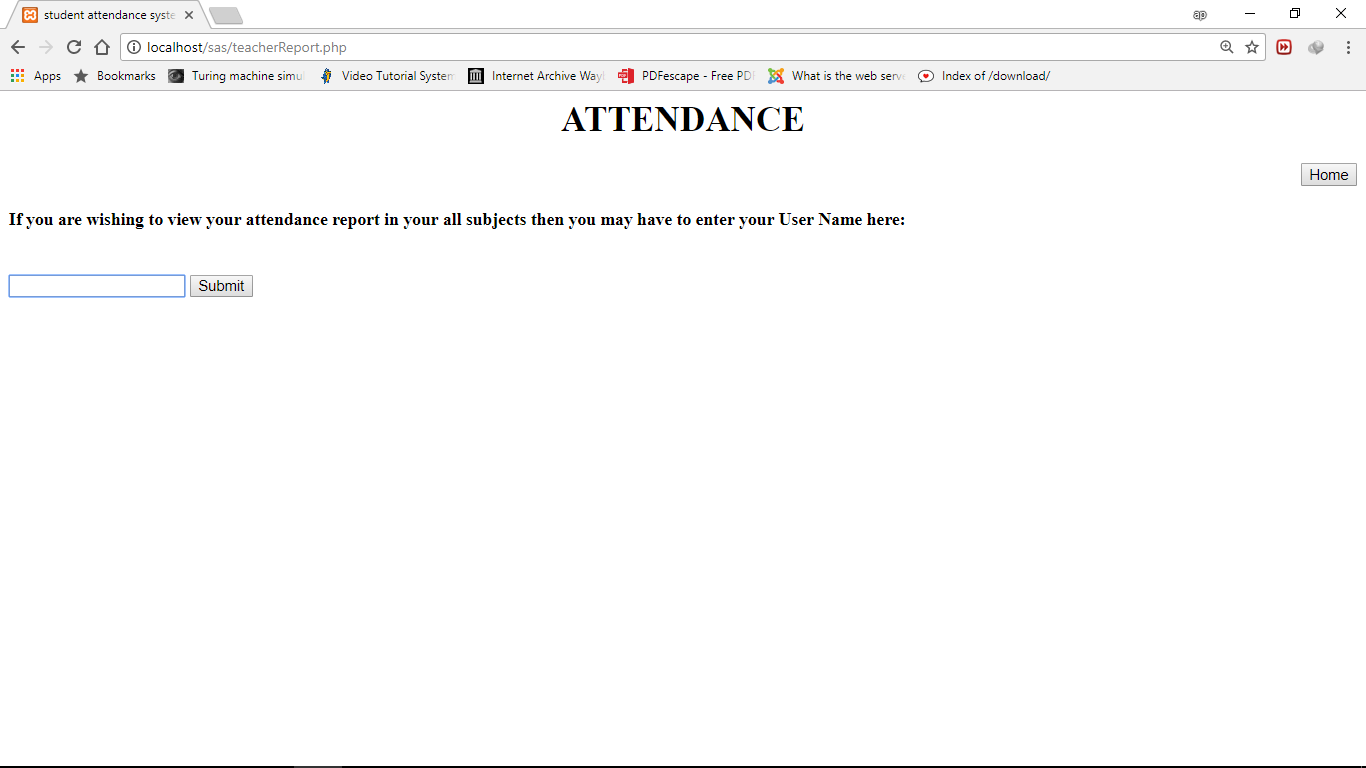 student attendance syste
ap
localhost/sas/teacherReport.php
Apps Bookmarks Turing machine simu Video Tutorial System Internet Archive Way PDFescape - Free PD What is the web serv Index of /download/
ATTENDANCE
Home
If you are wishing to view your attendance report in your all subjects then you may have to enter your User Name here:
Submit